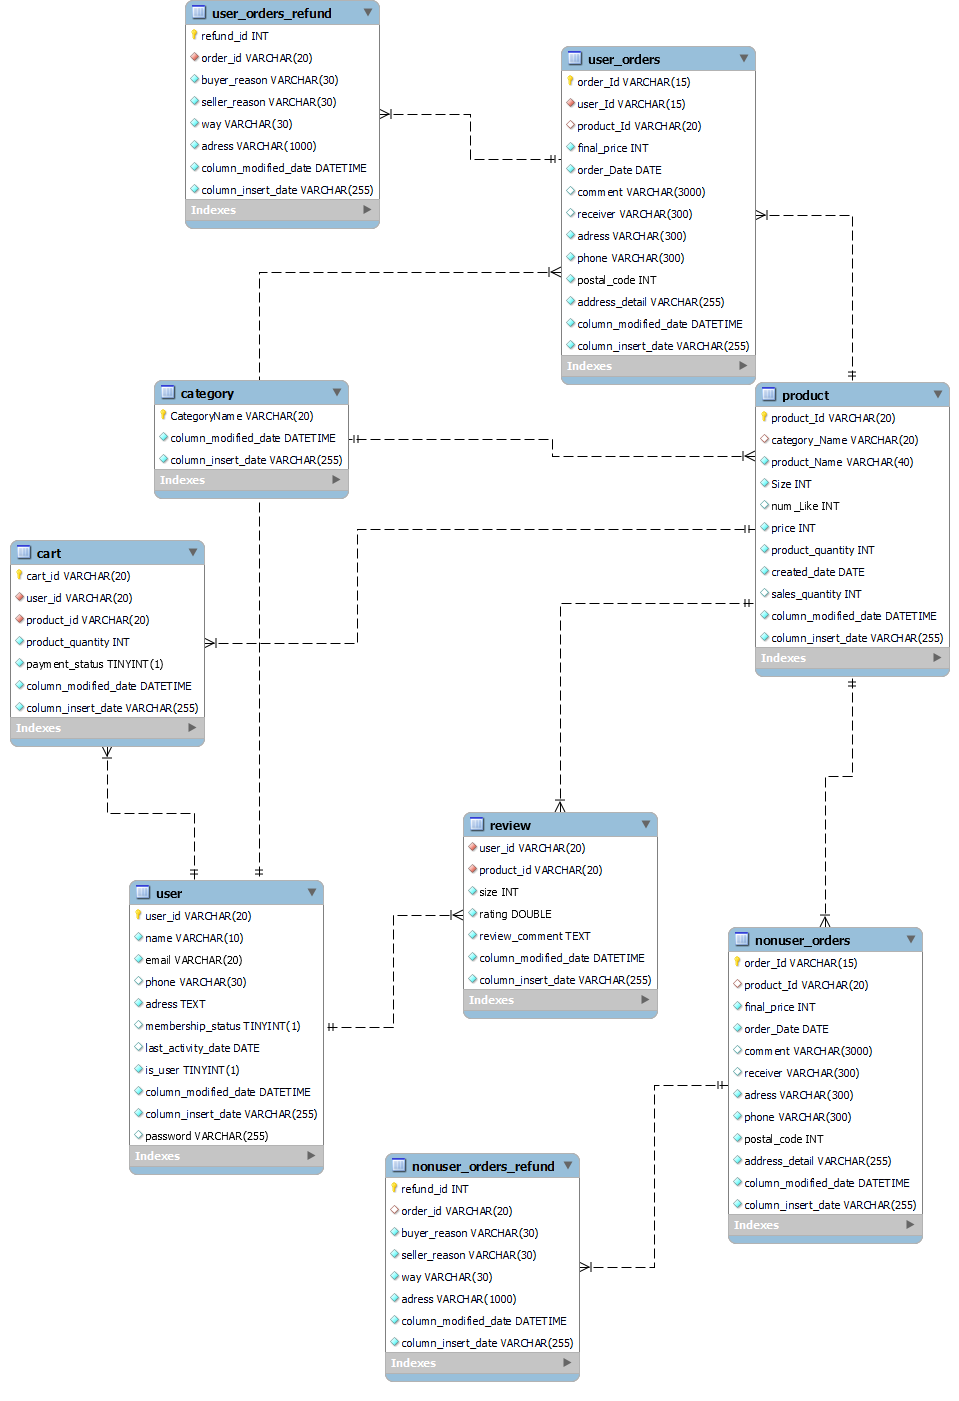 user_orders_refund
refund_id INT
order_id VARCHAR(20)
buyer_reason VARCHAR(30)
seller_reason VARCHAR(30)
way VARCHAR(30)
adress VARCHAR(1000)
column_modified_date DATETIME
column_insert_date VARCHAR(255)
Indexes
user_orders
order_Id VARCHAR(15)
user_Id VARCHAR(15)
product_Id VARCHAR(20)
final_price INT
order_Date DATE
comment VARCHAR(3000)
receiver VARCHAR(300)
adress VARCHAR(300)
phone VARCHAR(300)
postal_code INT
address_detail VARCHAR(255)
column_modified_date DATETIME
column_insert_date VARCHAR(255)
Indexes
category
CategoryName VARCHAR(20)
column_modified_date DATETIME
column_insert_date VARCHAR(255)
Indexes
product
product_Id VARCHAR(20)
category_Name VARCHAR(20)
product_Name VARCHAR(40)
Size INT
num_Like INT
price INT
product_quantity INT
created_date DATE
sales_quantity INT
column_modified_date DATETIME
column_insert_date VARCHAR(255)
Indexes
cart
cart_id VARCHAR(20)
user_id VARCHAR(20)
product_id VARCHAR(20)
product_quantity INT
payment_status TINYINT(1)
column_modified_date DATETIME
column_insert_date VARCHAR(255)
Indexes
review
user_id VARCHAR(20)
product_id VARCHAR(20)
size INT
rating DOUBLE
review_comment TEXT
column_modified_date DATETIME
column_insert_date VARCHAR(255)
Indexes
user
user_id VARCHAR(20)
name VARCHAR(10)
email VARCHAR(20)
phone VARCHAR(30)
adress TEXT
membership_status TINYINT(1)
last_activity_date DATE
is_user TINYINT(1)
column_modified_date DATETIME
column_insert_date VARCHAR(255)
password VARCHAR(255)
Indexes
nonuser_orders
order_Id VARCHAR(15)
product_Id VARCHAR(20)
final_price INT
order_Date DATE
comment VARCHAR(3000)
receiver VARCHAR(300)
adress VARCHAR(300)
phone VARCHAR(300)
postal_code INT
address_detail VARCHAR(255)
column_modified_date DATETIME
column_insert_date VARCHAR(255)
Indexes
nonuser_orders_refund
refund_id INT
order_id VARCHAR(20)
buyer_reason VARCHAR(30)
seller_reason VARCHAR(30)
way VARCHAR(30)
adress VARCHAR(1000)
column_modified_date DATETIME
column_insert_date VARCHAR(255)
Indexes